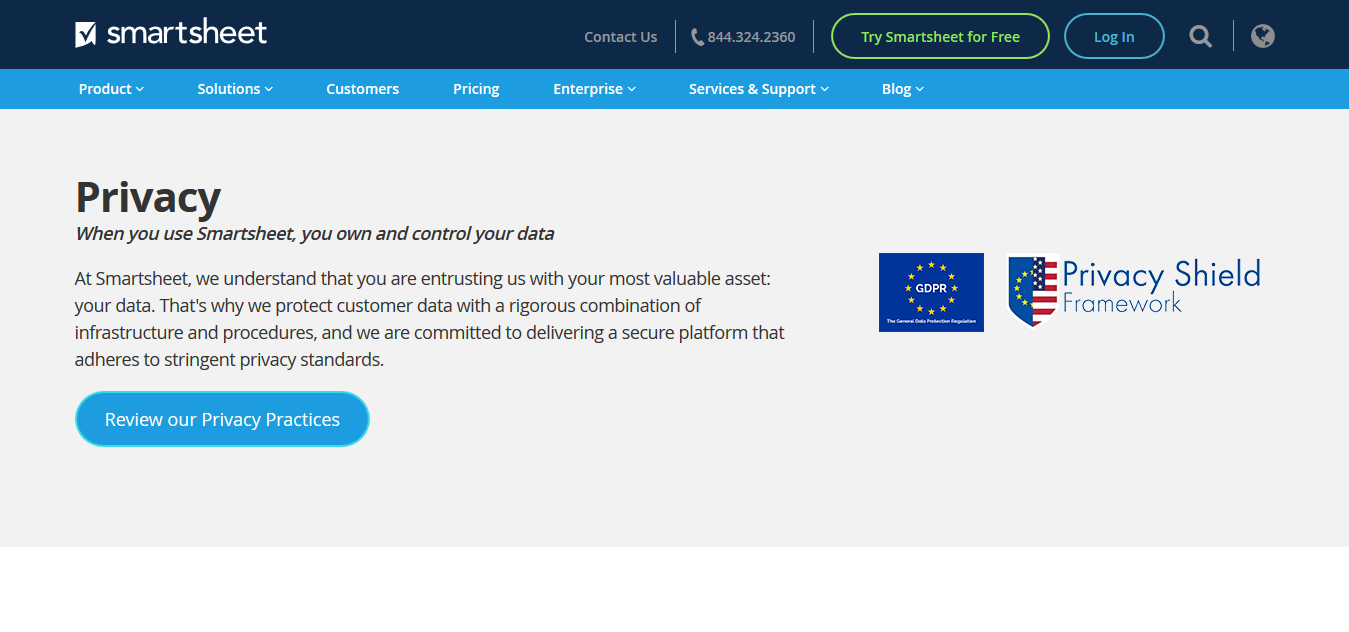 smartsheet
Contact Us
844.324.2360
Try Smartsheet for Free
Log In
Product
Solutions
Customers
Pricing
Enterprise
Services & Support
Blog
Privacy
When you use Smartsheet, you own and control your data
At Smartsheet, we understand that you are entrusting us with your most valuable asset:
your data. That's why we protect customer data with a rigorous combination of
infrastructure and procedures, and we are committed to delivering a secure platform that
adheres to stringent privacy standards.
Review our Privacy Practices
GDPR
The General Data Protection Regulation
Privacy Shield
Framework